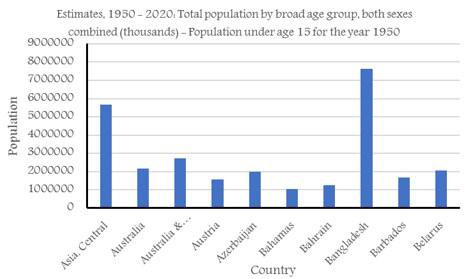 Estimates, 1950 - 2020: Total population by broad age group, both sexes
combined (thousands) - Population under age 15 for the year 1950
Population
9000000
8000000
7000000
6000000
5000000
4000000
3000000
2000000
1000000
0
Asia, Central
Australia
Australia &...
Austria
Azerbaijan
Bahamas
Bahrain
Bangladesh
Barbados
Belarus
Country